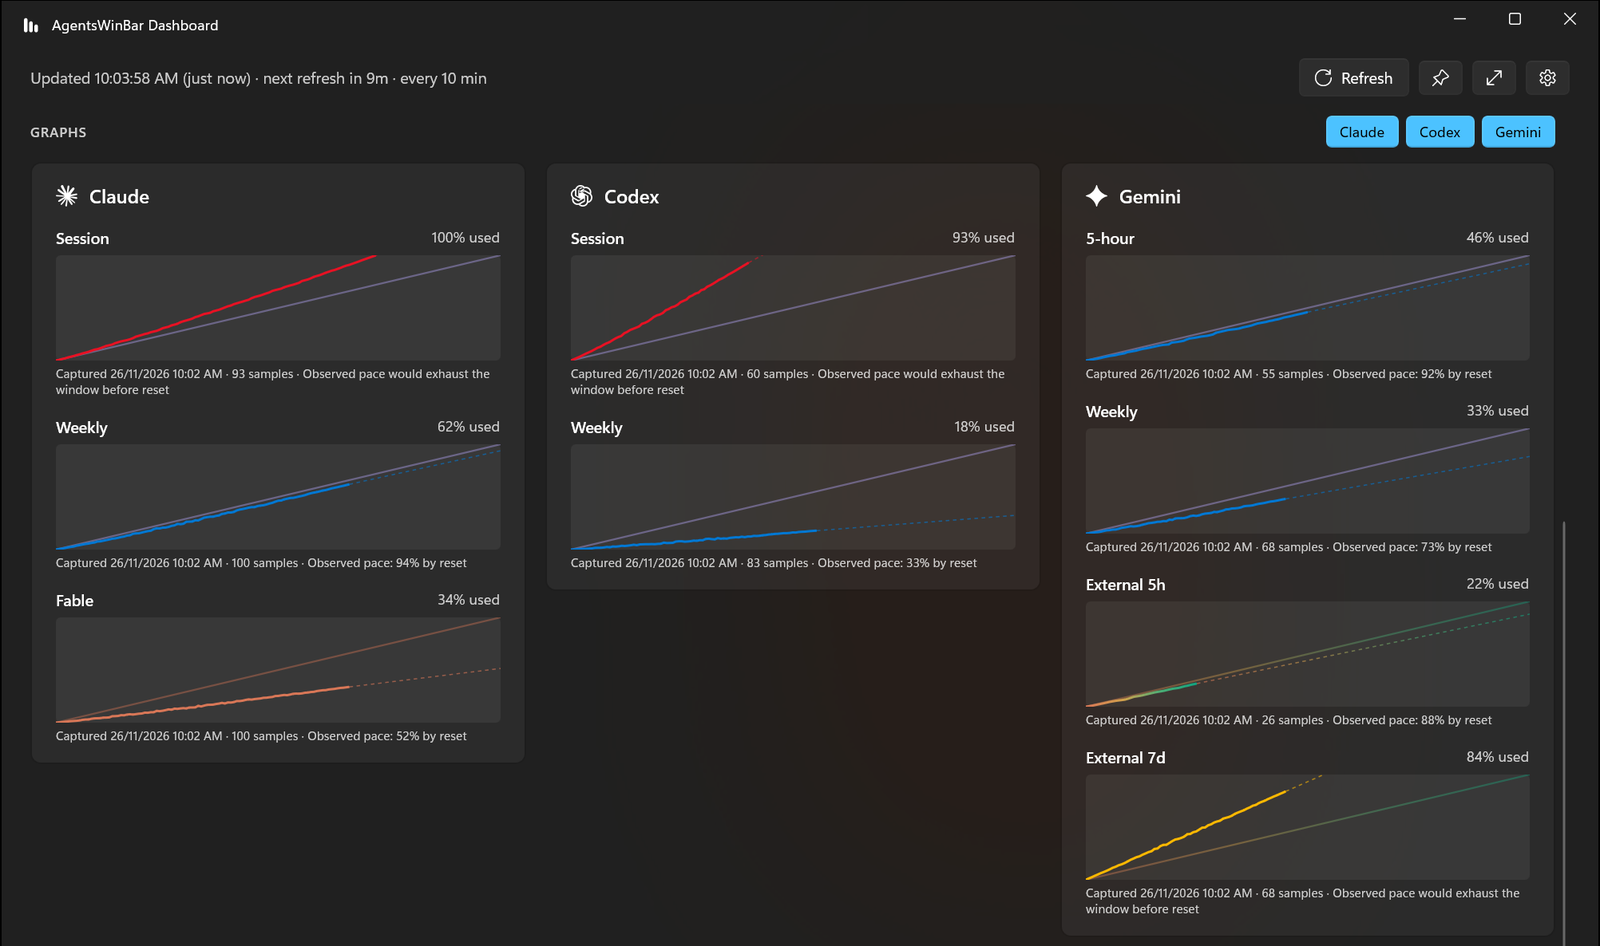 AgentsWinBar Dashboard
Updated 10:03:58 AM (just now) · next refresh in 9m · every 10 min
Refresh
GRAPHS
Claude
Codex
Gemini
Claude
Session
100% used
Captured 26/11/2026 10:02 AM · 93 samples · Observed pace would exhaust the
window before reset
Weekly
62% used
Captured 26/11/2026 10:02 AM · 100 samples · Observed pace: 94% by reset
Fable
34% used
Captured 26/11/2026 10:02 AM · 100 samples · Observed pace: 52% by reset
Codex
Session
93% used
Captured 26/11/2026 10:02 AM · 60 samples · Observed pace would exhaust the
window before reset
Weekly
18% used
Captured 26/11/2026 10:02 AM · 83 samples · Observed pace: 33% by reset
Gemini
5-hour
46% used
Captured 26/11/2026 10:02 AM · 55 samples · Observed pace: 92% by reset
Weekly
33% used
Captured 26/11/2026 10:02 AM · 68 samples · Observed pace: 73% by reset
External 5h
22% used
Captured 26/11/2026 10:02 AM · 26 samples · Observed pace: 88% by reset
External 7d
84% used
Captured 26/11/2026 10:02 AM · 68 samples · Observed pace would exhaust the
window before reset